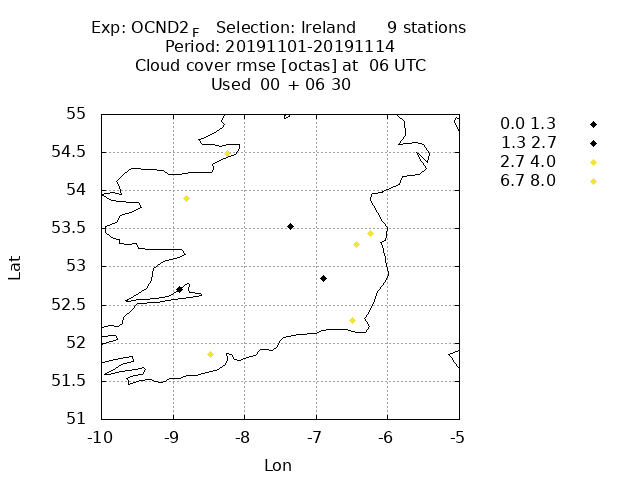 Exp: OCND2F   Selection: Ireland      9 stations
Period: 20191101-20191114
Cloud cover rmse [octas] at  06 UTC
Used  00 + 06 30
55
54.5
54
53.5
53
52.5
52
51.5
51
-10 -9 -8 -7 -6 -5
Lat
Lon
0.0 1.3
1.3 2.7
2.7 4.0
6.7 8.0